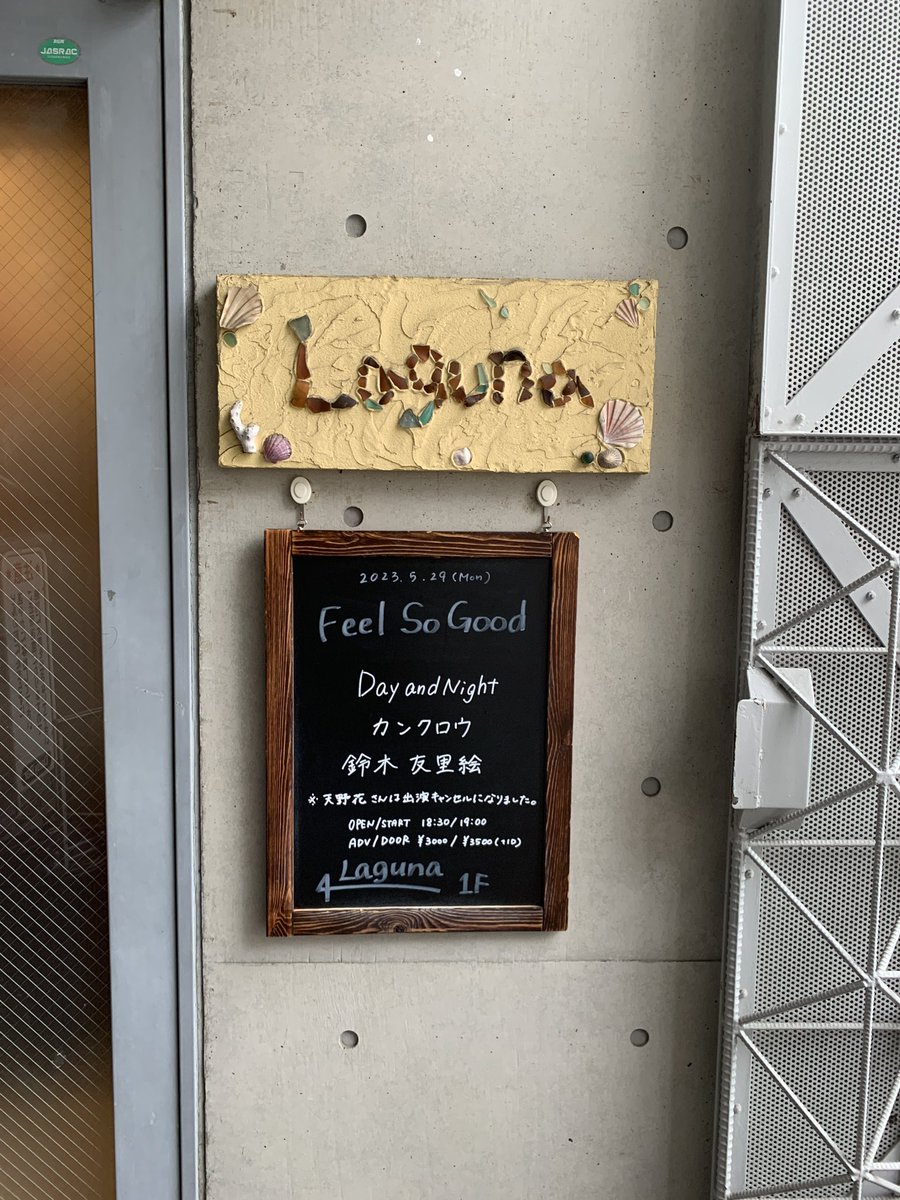 JASRAC
Laguna
2023.5.29(Mon)
Feel So Good
Day and Night
カンクロウ
鈴木 友里絵
※天野花さんは出演キャンセルになりました。
OPEN/START 18:30/19:00
ADV/DOOR ¥3000/¥3500(+1D)
Laguna
1F